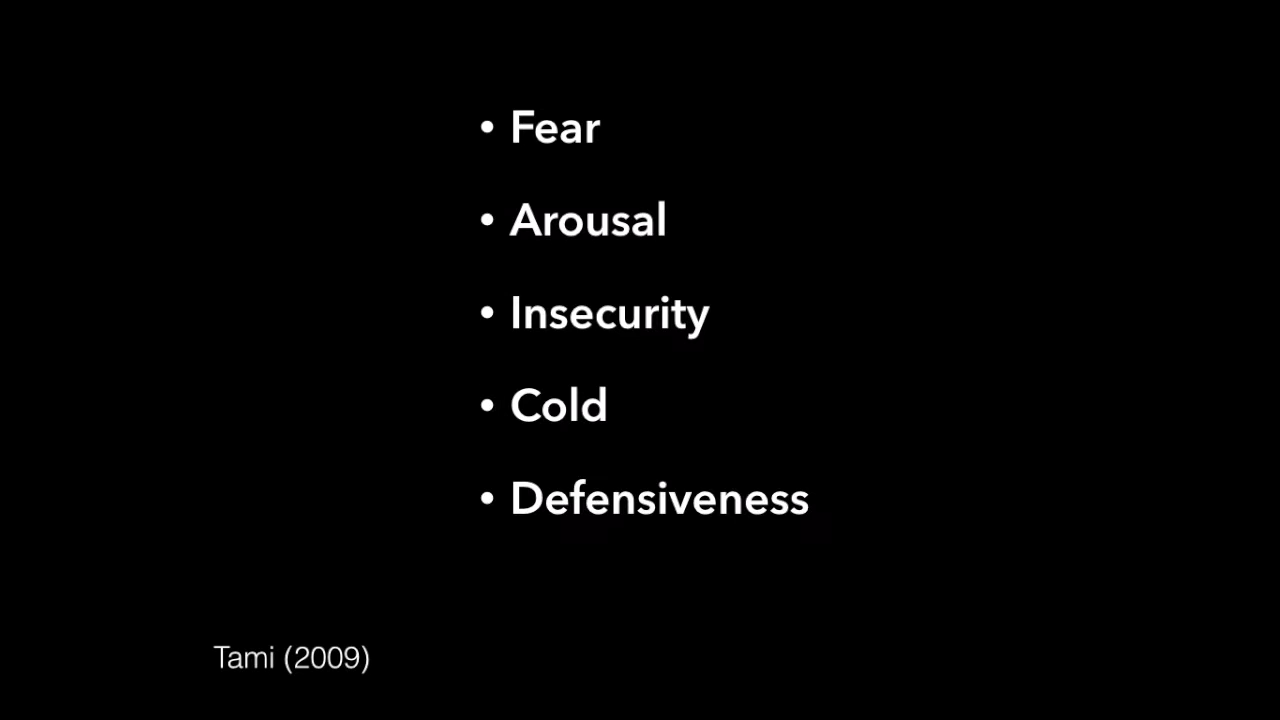 • Fear
• Arousal
• Insecurity
• Cold
• Defensiveness
Tami (2009)